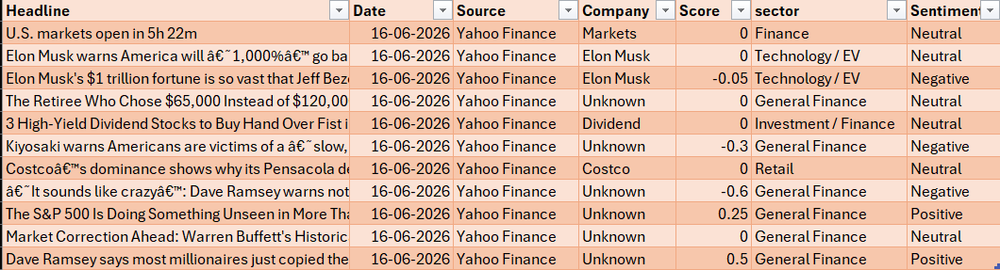 Headline Date Source Company Score sector Sentiment
U.S. markets open in 5h 22m 16-06-2026 Yahoo Finance Markets 0 Finance Neutral
Elon Musk warns America will â€˜1,000%â€™ go ba 16-06-2026 Yahoo Finance Elon Musk 0 Technology / EV Neutral
Elon Musk's $1 trillion fortune is so vast that Jeff Bez 16-06-2026 Yahoo Finance Elon Musk -0.05 Technology / EV Negative
The Retiree Who Chose $65,000 Instead of $120,00 16-06-2026 Yahoo Finance Unknown 0 General Finance Neutral
3 High-Yield Dividend Stocks to Buy Hand Over Fist i 16-06-2026 Yahoo Finance Dividend 0 Investment / Finance Neutral
Kiyosaki warns Americans are victims of a â€˜slow, 16-06-2026 Yahoo Finance Unknown -0.3 General Finance Negative
Costcoâ€™s dominance shows why its Pensacola de 16-06-2026 Yahoo Finance Costco 0 Retail Neutral
â€˜It sounds like crazyâ€™: Dave Ramsey warns not 16-06-2026 Yahoo Finance Unknown -0.6 General Finance Negative
The S&P 500 Is Doing Something Unseen in More Tha 16-06-2026 Yahoo Finance Unknown 0.25 General Finance Positive
Market Correction Ahead: Warren Buffett's Historic 16-06-2026 Yahoo Finance Unknown 0 General Finance Neutral
Dave Ramsey says most millionaires just copied the 16-06-2026 Yahoo Finance Unknown 0.5 General Finance Positive